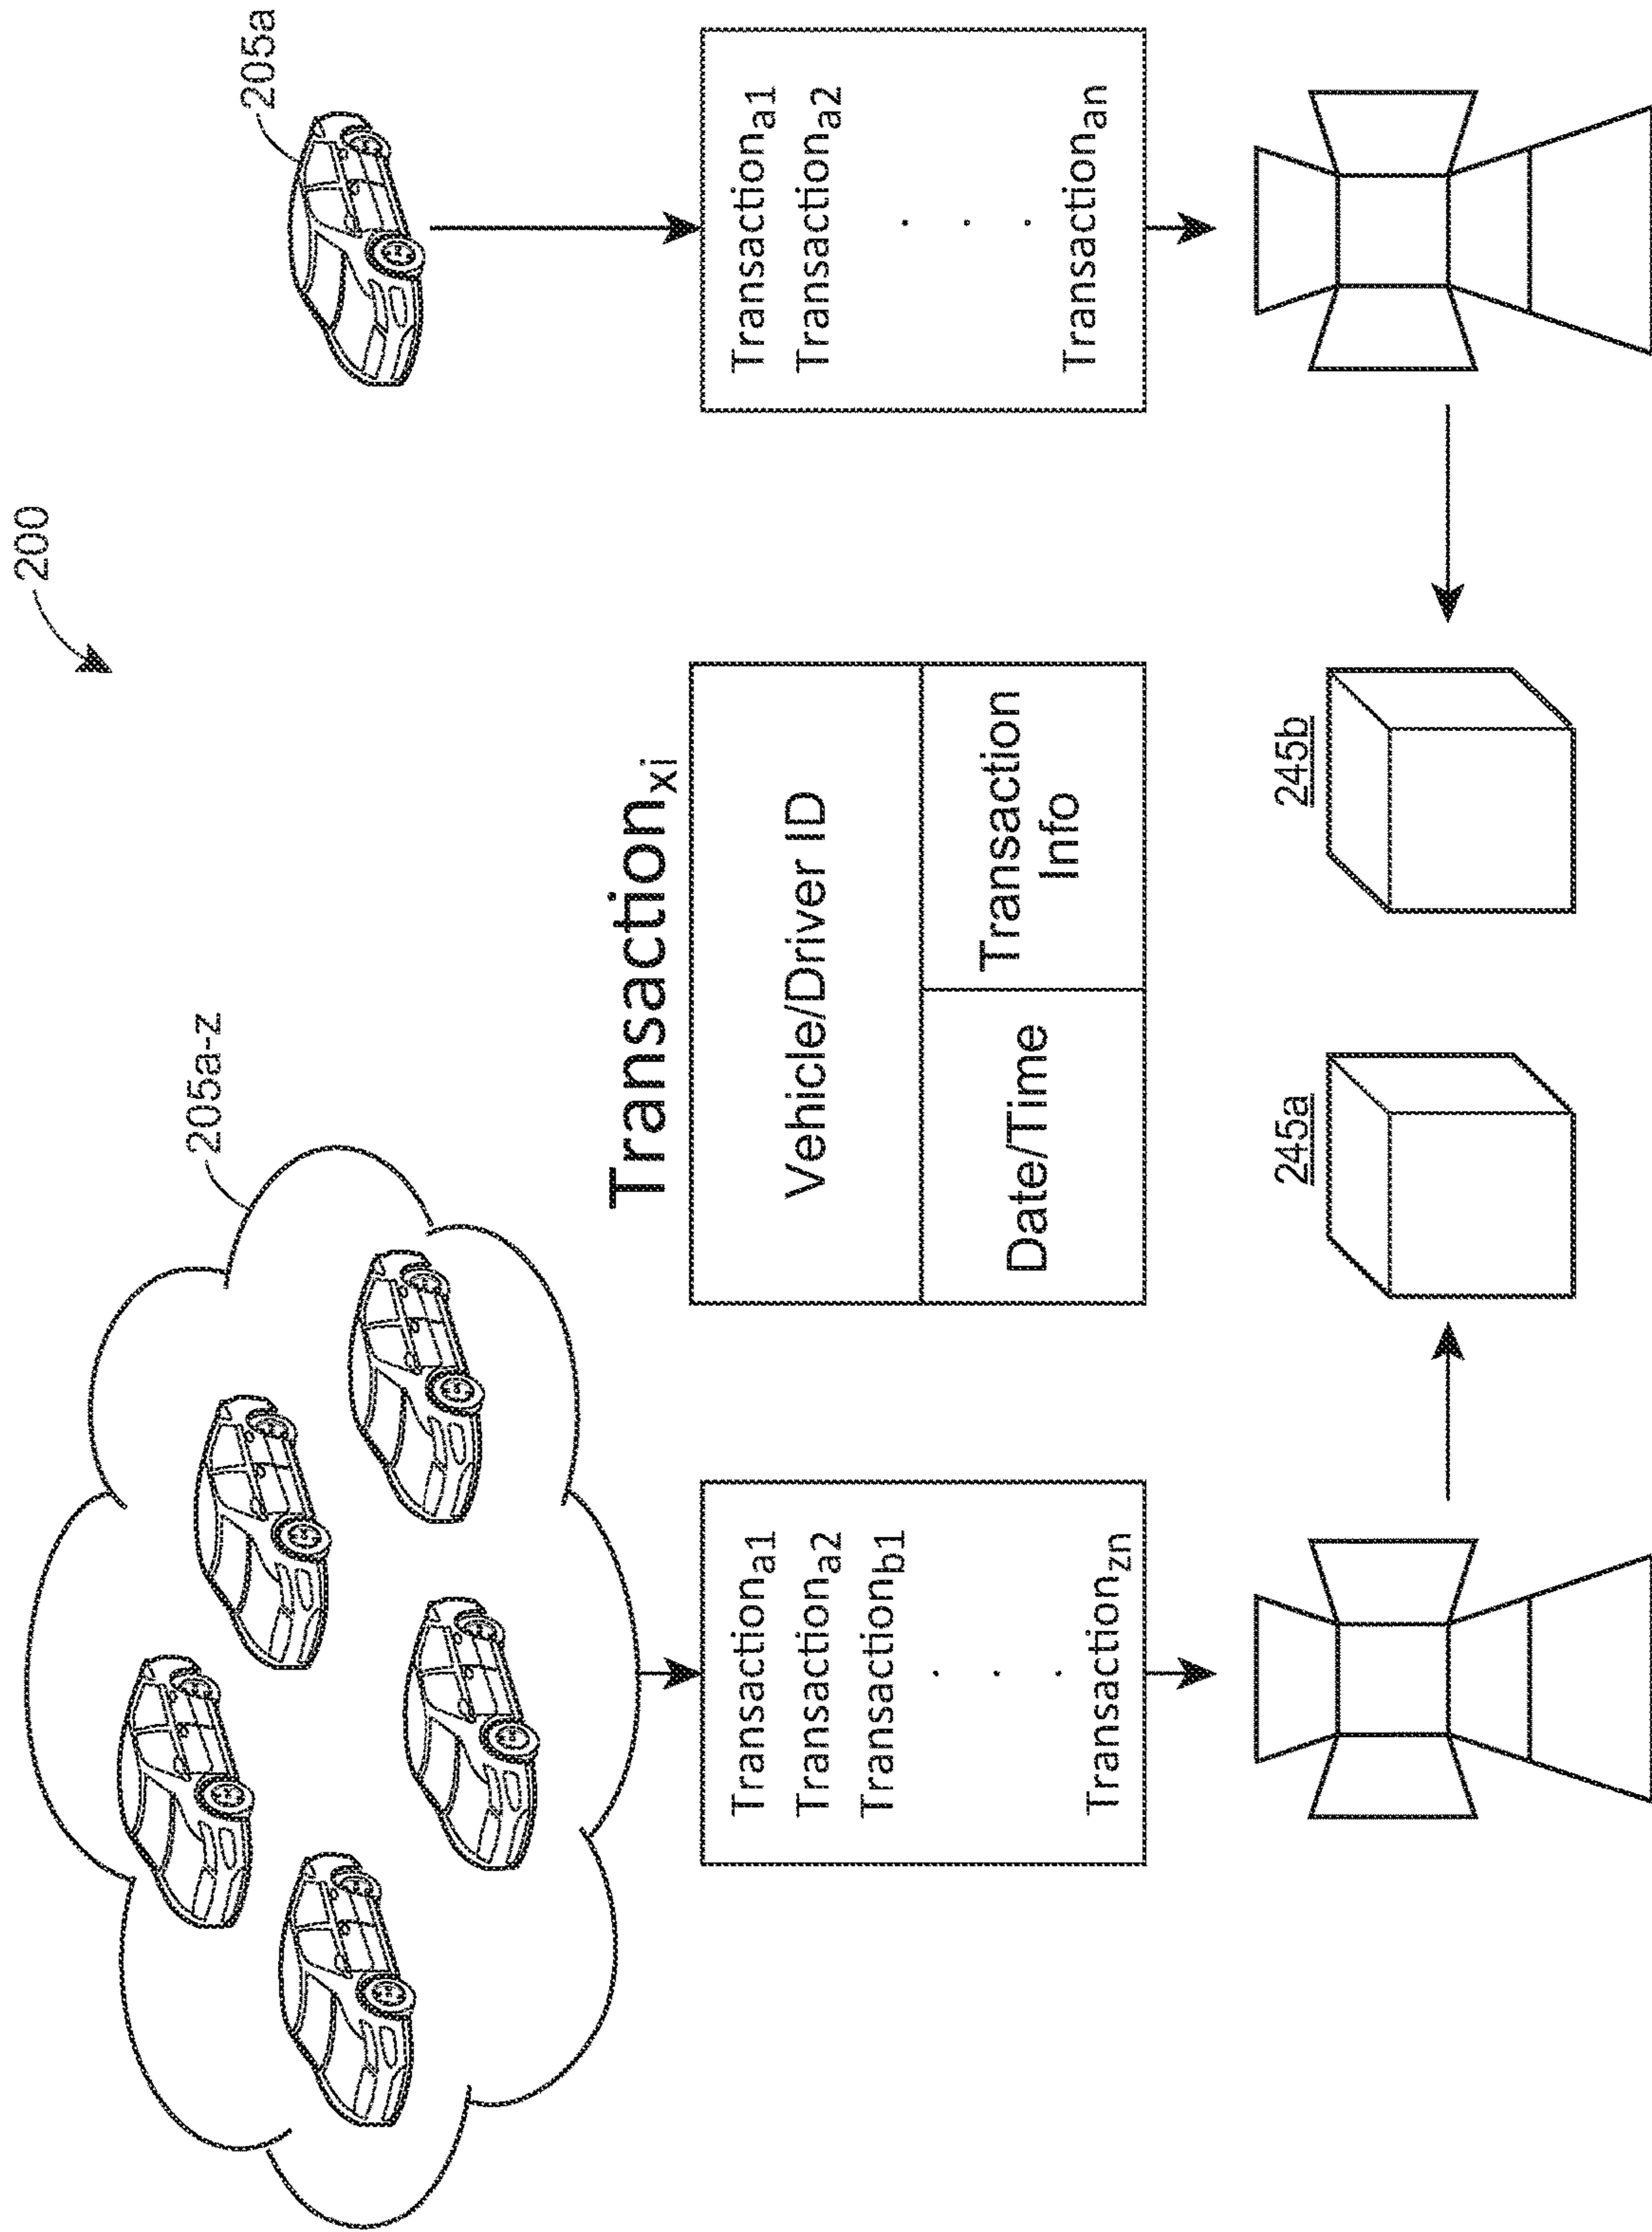 200
205a-z
205a
Transaction_a1
Transaction_a2
Transaction_b1
.
.
.
Transaction_zn
Transaction_xi
Vehicle/Driver ID
Date/Time
Transaction
Info
Transaction_a1
Transaction_a2
.
.
.
Transaction_an
245a
245b